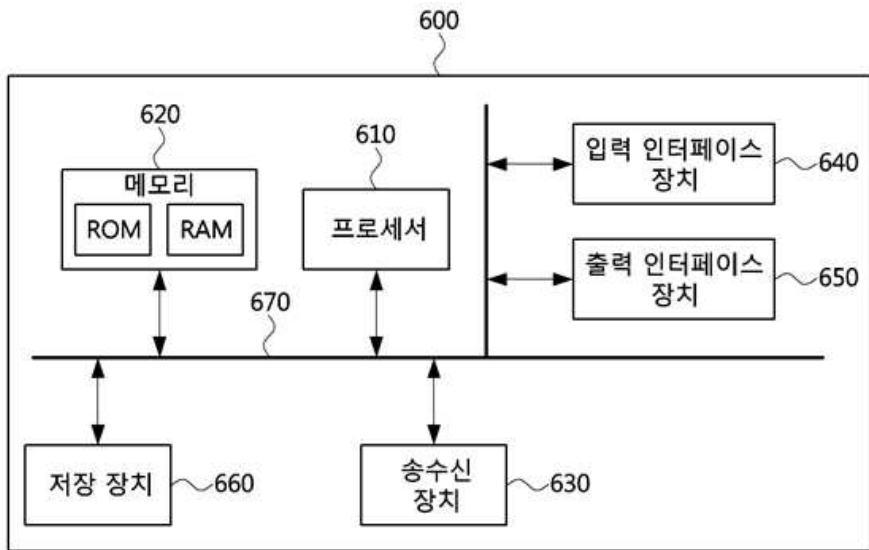 600
620
610
메모리
ROM
RAM
프로세서
입력 인터페이스
장치
640
출력 인터페이스
장치
650
670
저장 장치
660
송수신
장치
630